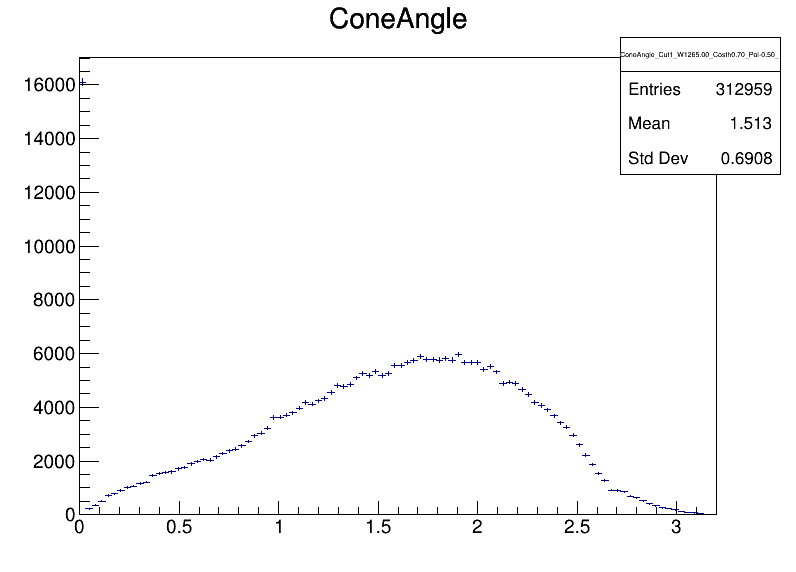 ConeAngle
ConeAngle_Cut1_W1265.00_Costh0.70_Pol-0.50_
Entries 312959
Mean 1.513
Std Dev 0.6908
16000
14000
12000
10000
8000
6000
4000
2000
0
0 0.5 1 1.5 2 2.5 3